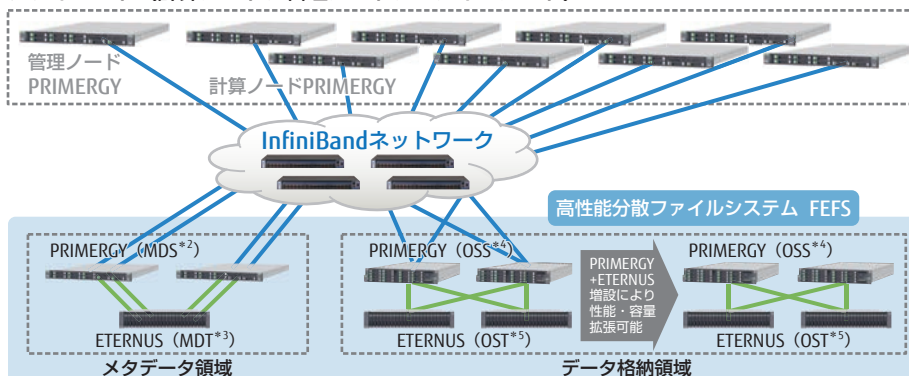 管理ノード
PRIMERGY
計算ノードPRIMERGY
InfiniBandネットワーク
高性能分散ファイルシステム FEFS
PRIMERGY（MDS*2）
ETERNUS（MDT*3）
メタデータ領域
PRIMERGY（OSS*4）
ETERNUS（OST*5）
PRIMERGY
+ETERNUS
増設により
性能・容量
拡張可能
PRIMERGY（OSS*4）
ETERNUS（OST*5）
データ格納領域